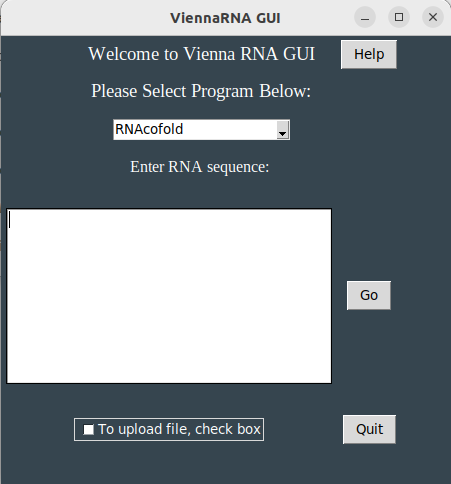 ViennaRNA GUI
Welcome to Vienna RNA GUI
Help
Please Select Program Below:
RNAcofold
Enter RNA sequence:
Go
To upload file, check box
Quit